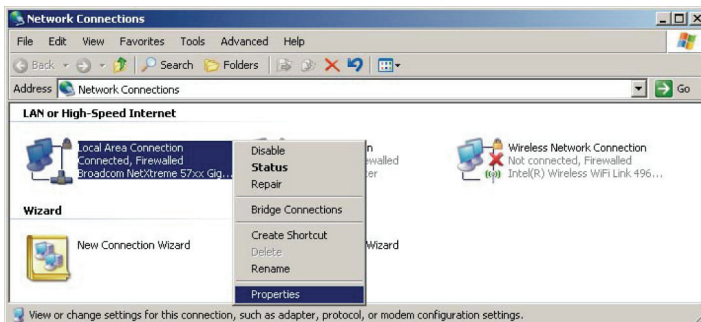 Network Connections
File Edit View Favorites Tools Advanced Help
Back Search Folders
Address Network Connections Go
LAN or High-Speed Internet
Local Area Connection
Connected, Firewalled
Broadcom NetXtreme 57xx Gig...
Disable
Status
Repair
Bridge Connections
Create Shortcut
Delete
Rename
Properties
Wireless Network Connection
Not connected, Firewalled
Intel(R) Wireless WiFi Link 496...
Wizard
New Connection Wizard
Wizard
View or change settings for this connection, such as adapter, protocol, or modem configuration settings.